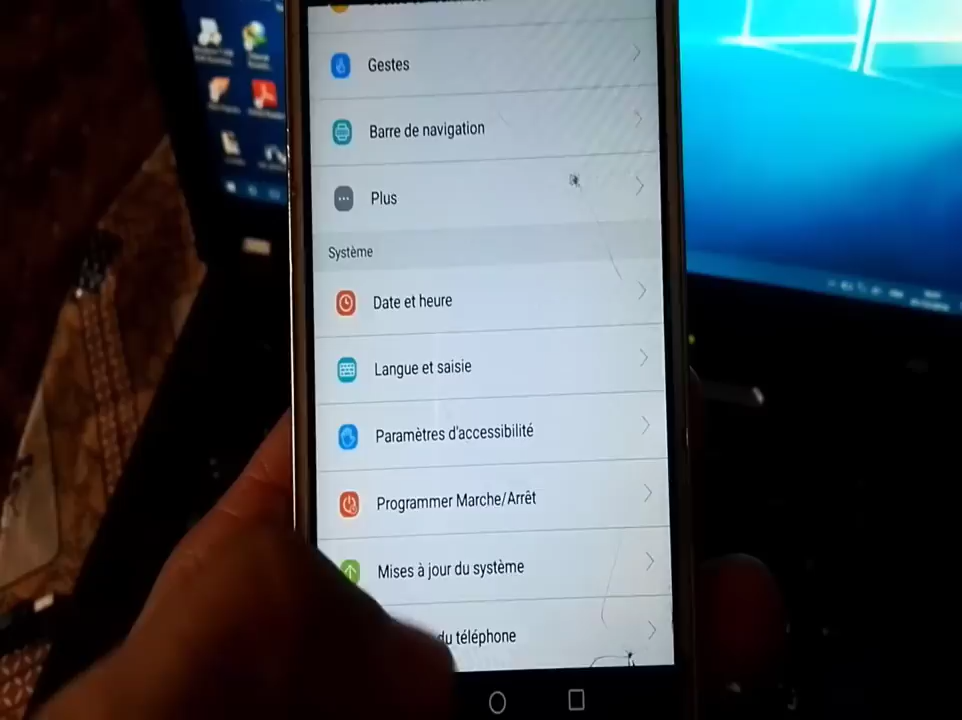 Gestes
Barre de navigation
Plus
Système
Date et heure
Langue et saisie
Paramètres d'accessibilité
Programmer Marche/Arrêt
Mises à jour du système
du téléphone